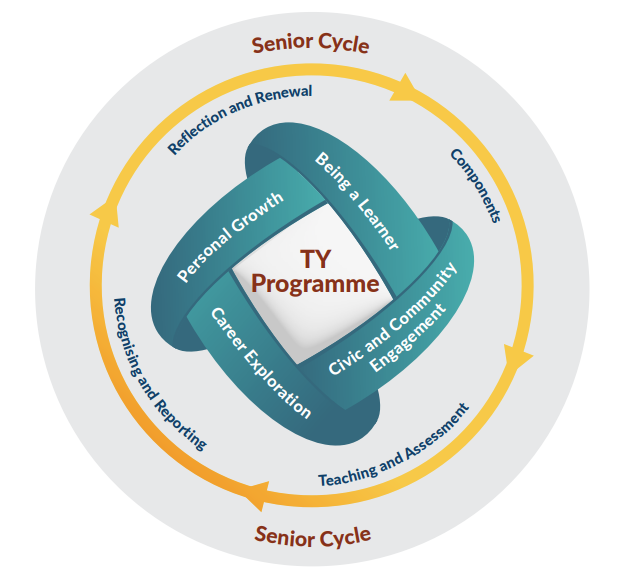 Senior Cycle
Reflection and Renewal
Components
Being a Learner
Personal Growth
TY
Programme
Civic and Community
Engagement
Career Exploration
Recognising and Reporting
Teaching and Assessment
Senior Cycle